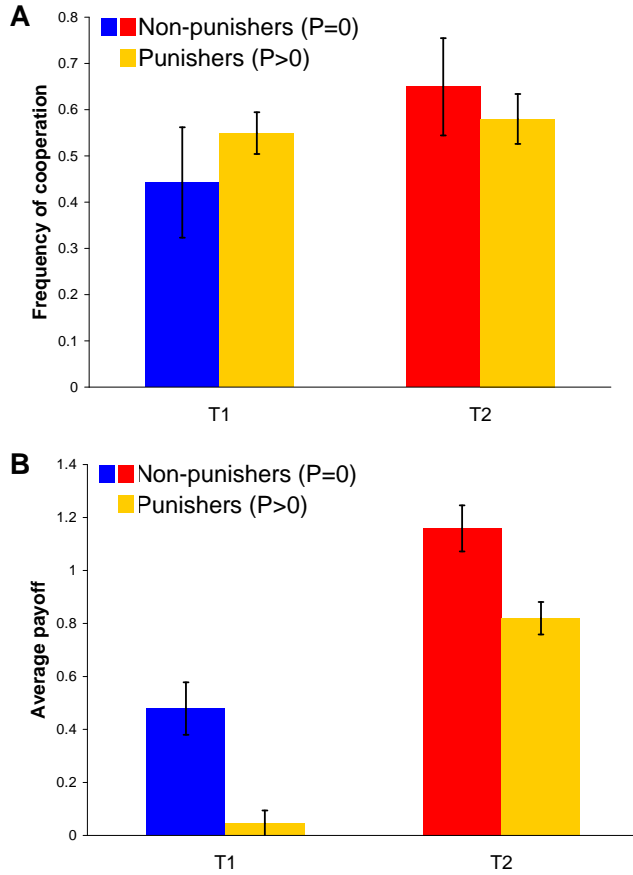 A
0.8
0.7
0.6
0.5
0.4
0.3
0.2
0.1
0
Frequency of cooperation
Non-punishers (P=0)
Punishers (P>0)
T1
T2
B
1.4
1.2
1
0.8
0.6
0.4
0.2
0
Average payoff
Non-punishers (P=0)
Punishers (P>0)
T1
T2